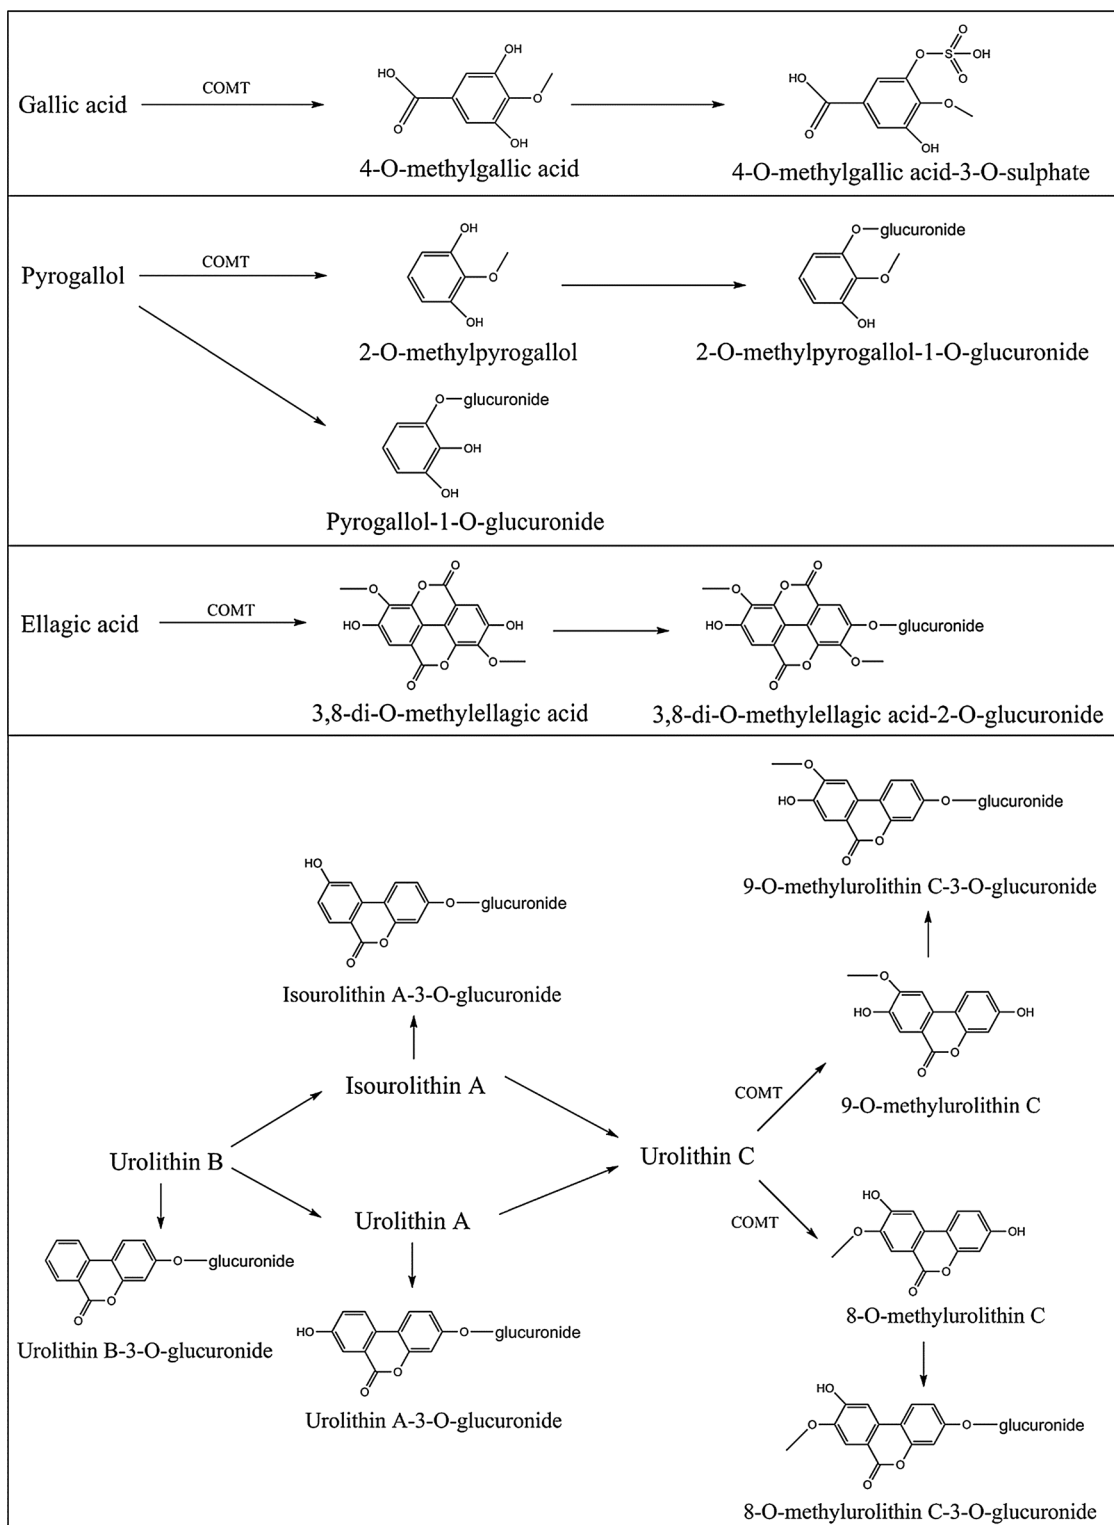 Gallic acid
COMT
OH
HO
O
O
OH
4-O-methylgallic acid
O
O
S
OH
O
HO
O
O
OH
4-O-methylgallic acid-3-O-sulphate
Pyrogallol
COMT
OH
O
OH
2-O-methylpyrogallol
O
glucuronide
O
OH
2-O-methylpyrogallol-1-O-glucuronide
O
glucuronide
OH
OH
Pyrogallol-1-O-glucuronide
Ellagic acid
COMT
O
O
O
HO
OH
O
O
O
3,8-di-O-methylellagic acid
O
O
O
HO
O
glucuronide
O
O
O
3,8-di-O-methylellagic acid-2-O-glucuronide
O
HO
O
glucuronide
O
O
9-O-methylurolithin C-3-O-glucuronide
HO
O
glucuronide
O
O
Isourolithin A-3-O-glucuronide
O
HO
OH
O
O
9-O-methylurolithin C
Isourolithin A
COMT
Urolithin B
Urolithin C
Urolithin A
COMT
HO
O
OH
O
O
8-O-methylurolithin C
O
glucuronide
O
O
Urolithin B-3-O-glucuronide
HO
O
glucuronide
O
O
Urolithin A-3-O-glucuronide
HO
O
O
glucuronide
O
O
8-O-methylurolithin C-3-O-glucuronide